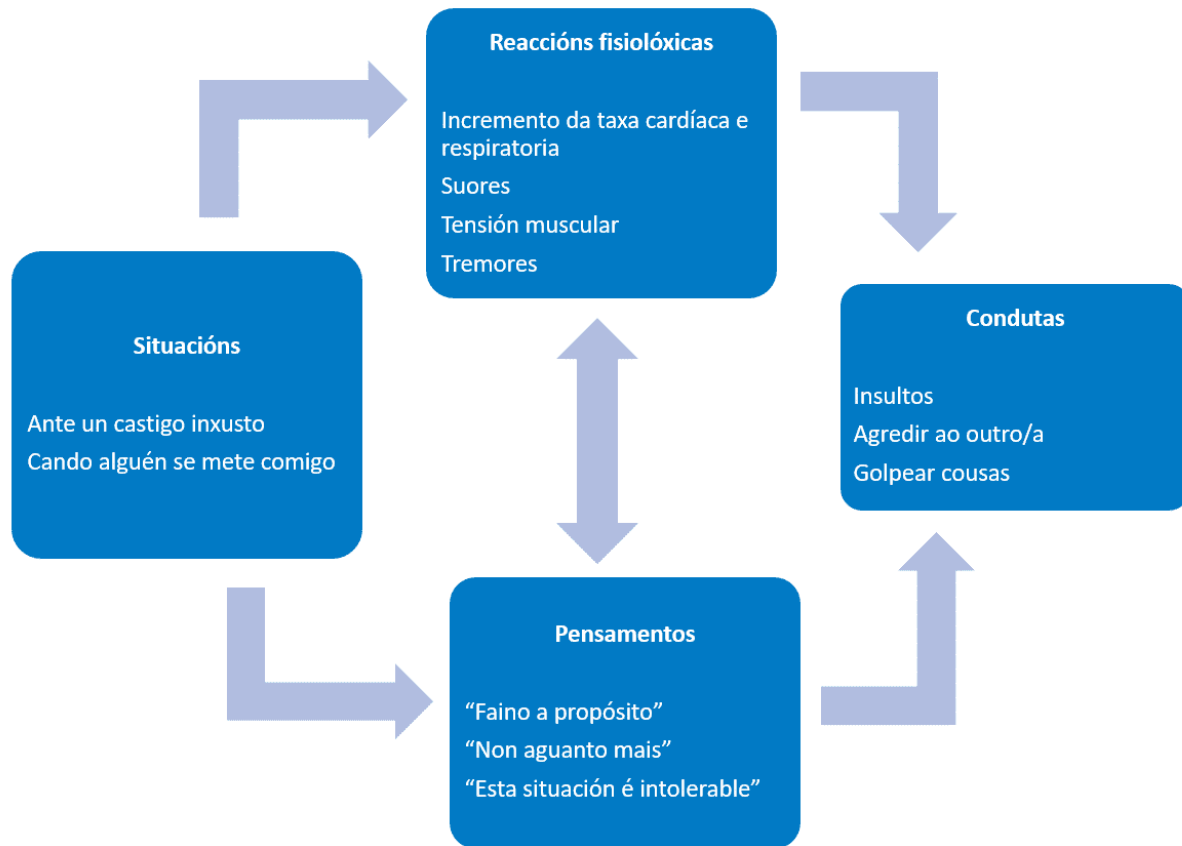 Reaccións fisiolóxicas
Incremento da taxa cardíaca e
respiratoria
Suores
Tensión muscular
Tremores
Situacións
Ante un castigo inxusto
Cando alguén se mete comigo
Condutas
Insultos
Agredir ao outro/a
Golpear cousas
Pensamentos
“Faino a propósito”
“Non aguanto mais”
“Esta situación é intolerable”